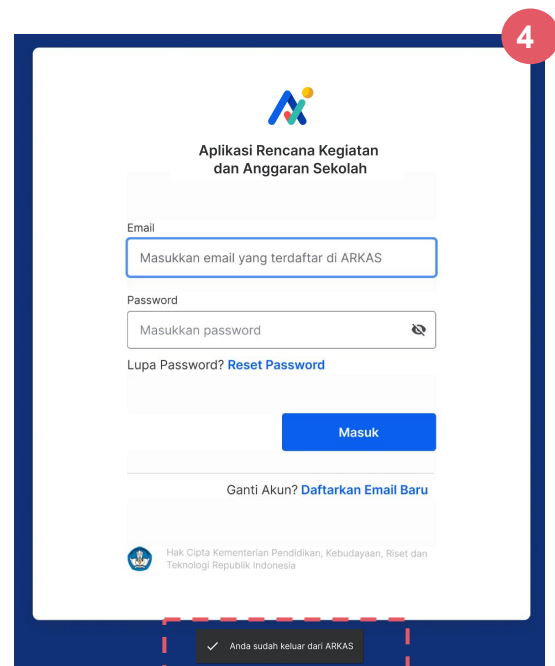 4
Aplikasi Rencana Kegiatan
dan Anggaran Sekolah
Email
Masukkan email yang terdaftar di ARKAS
Password
Masukkan password
Lupa Password? Reset Password
Masuk
Ganti Akun? Daftarkan Email Baru
Hak Cipta Kementerian Pendidikan, Kebudayaan, Riset dan
Teknologi Republik Indonesia
Anda sudah keluar dari ARKAS